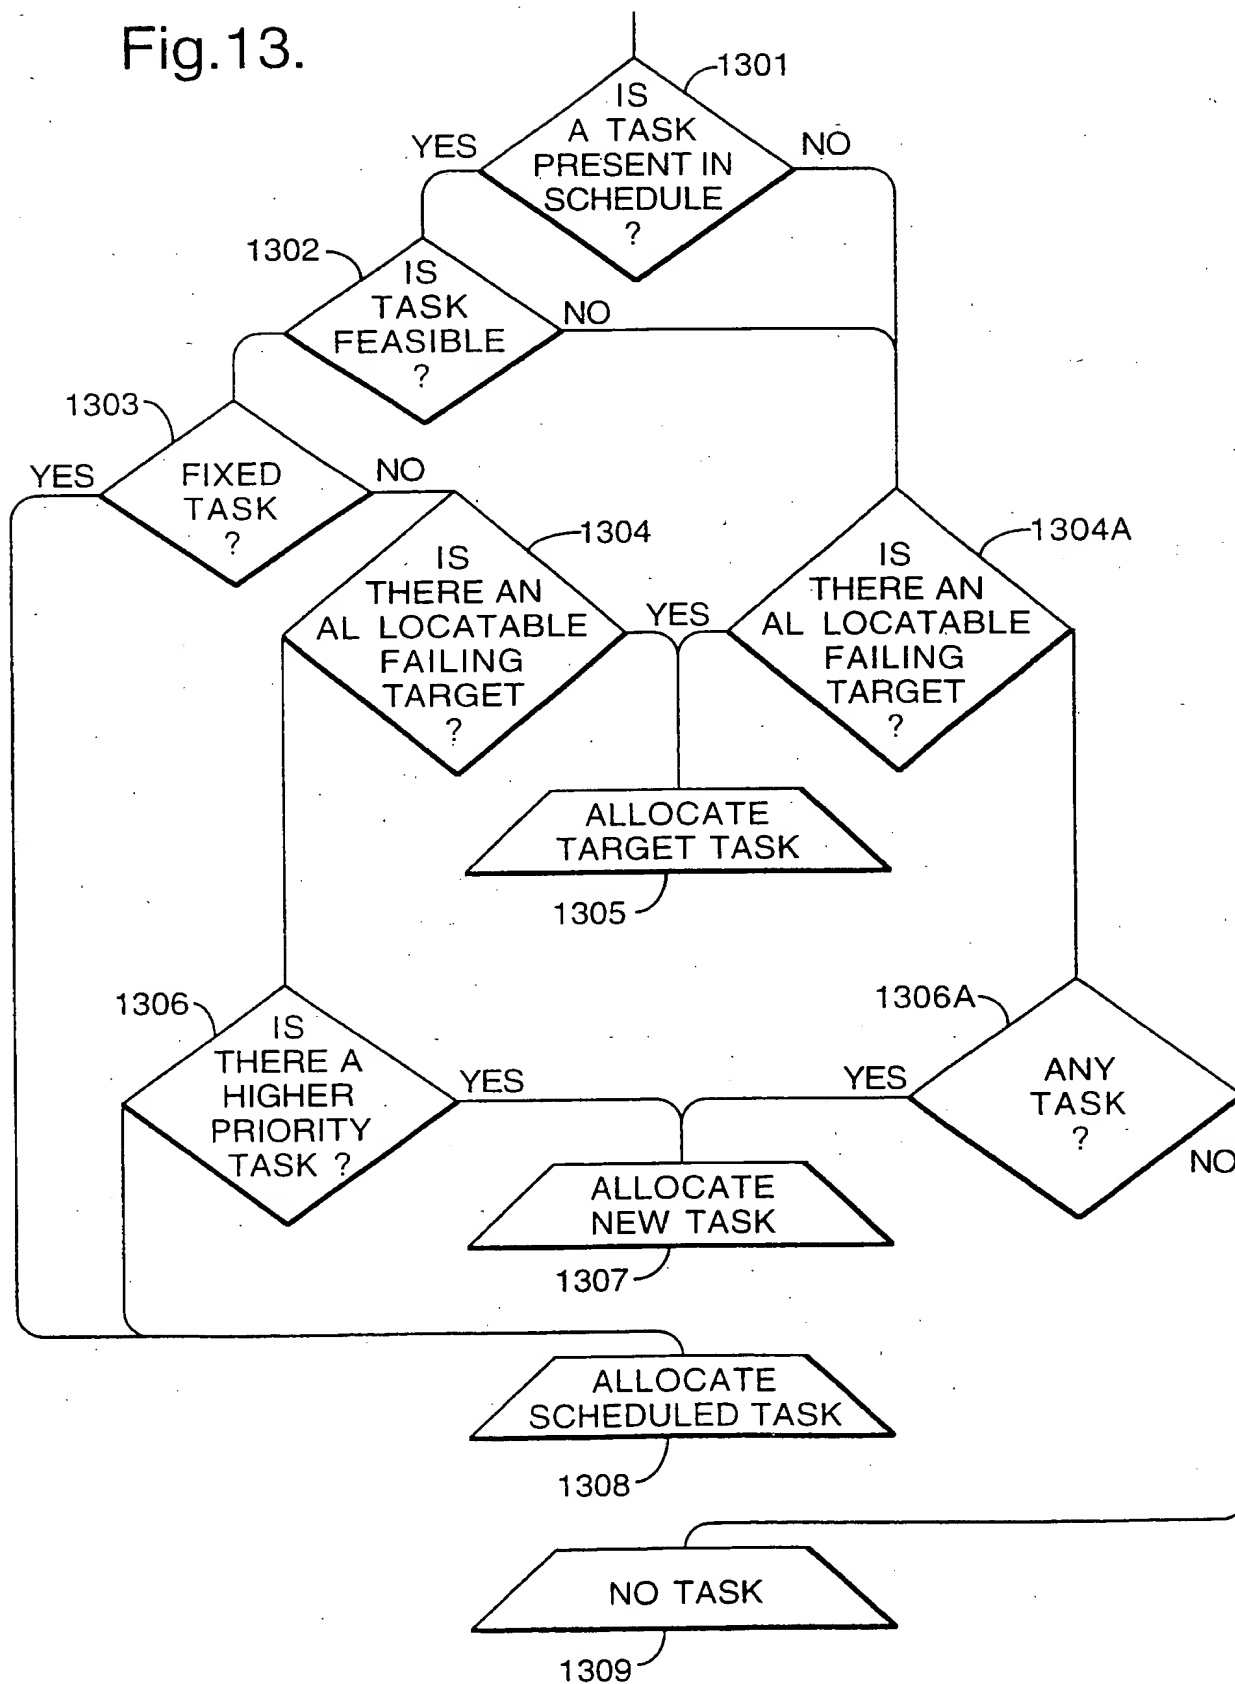 Fig.13.
1301
IS
A TASK
PRESENT IN
SCHEDULE
?
YES
NO
1302
IS
TASK
FEASIBLE
?
NO
1303
YES
FIXED
TASK
?
NO
1304
IS
THERE AN
AL LOCATABLE
FAILING
TARGET
?
YES
1304A
IS
THERE AN
AL LOCATABLE
FAILING
TARGET
?
ALLOCATE
TARGET TASK
1305
1306
IS
THERE A
HIGHER
PRIORITY
TASK ?
YES
1306A
YES
ANY
TASK
?
NO
ALLOCATE
NEW TASK
1307
ALLOCATE
SCHEDULED TASK
1308
NO TASK
1309